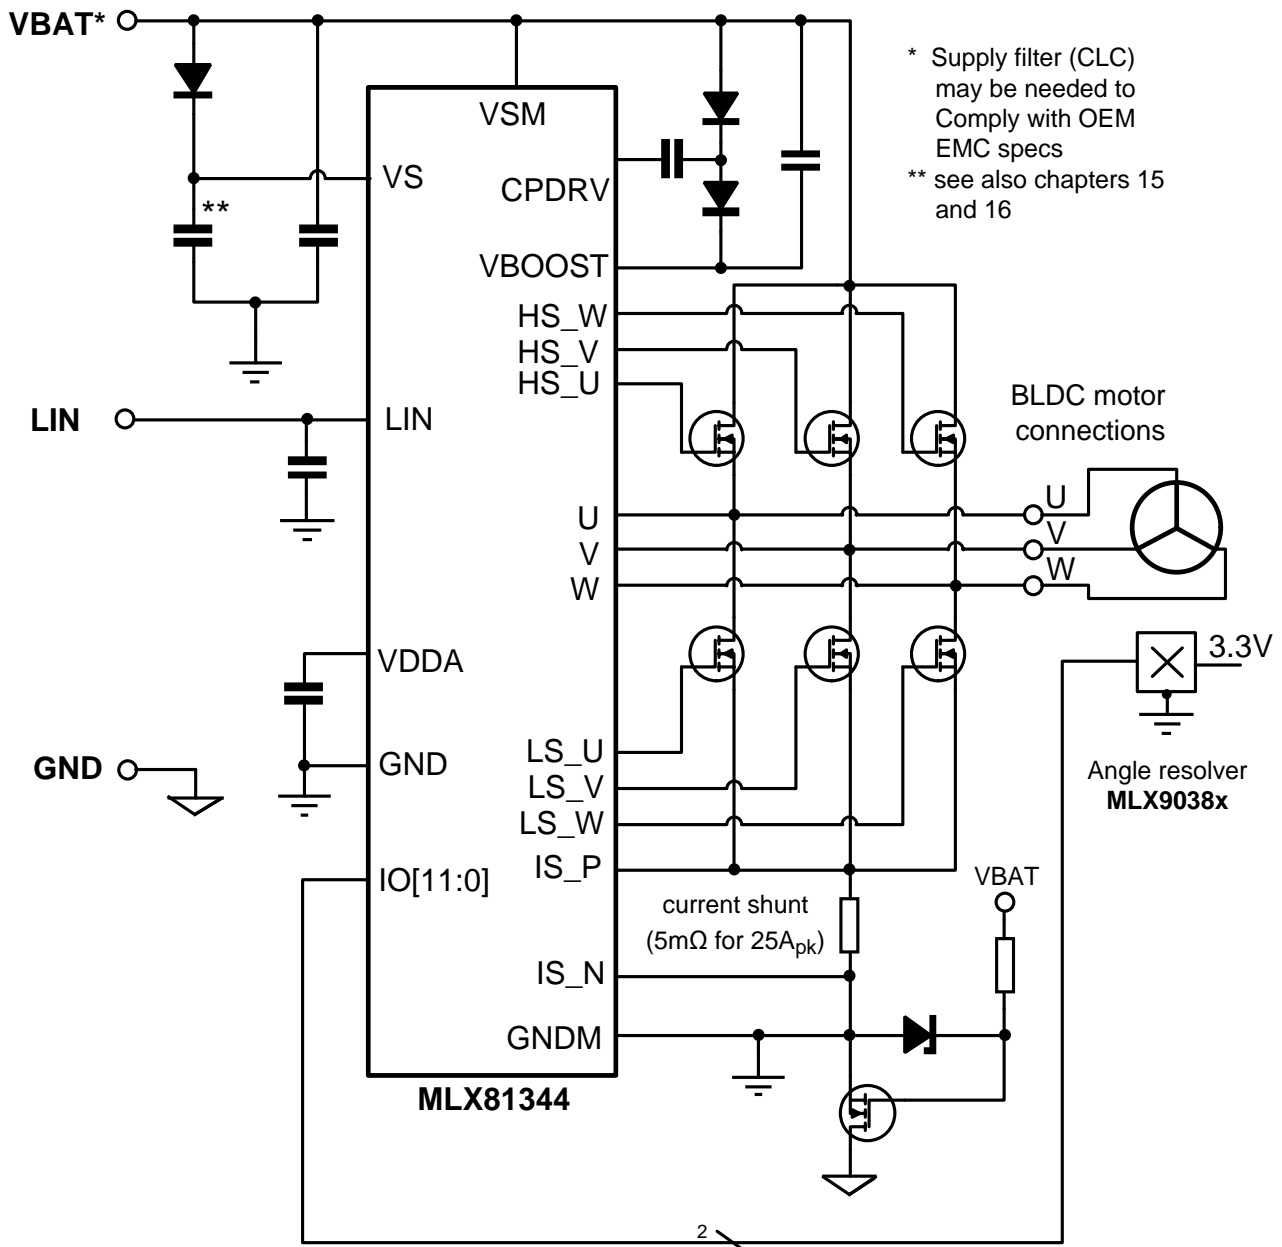 VBAT*
* Supply filter (CLC)
may be needed to
Comply with OEM
EMC specs
** see also chapters 15
and 16
VSM
VS
CPDRV
**
VBOOST
HS_W
HS_V
HS_U
LIN
LIN
BLDC motor
connections
U
U
V
V
W
W
VDDA
3.3V
GND
GND
LS_U
LS_V
LS_W
Angle resolver
MLX9038x
IS_P
IO[11:0]
VBAT
current shunt
(5mΩ for 25Apk)
IS_N
GNDM
MLX81344
2